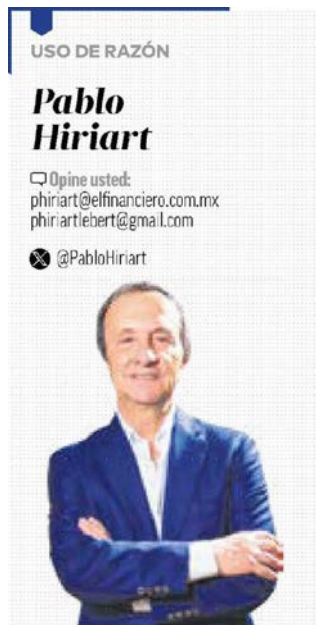 USO DE RAZÓN
Pablo
Hiriart
Opine usted:
phiriart@elfinanciero.com.mx
phiriartlebert@gmail.com
@PabloHiriart